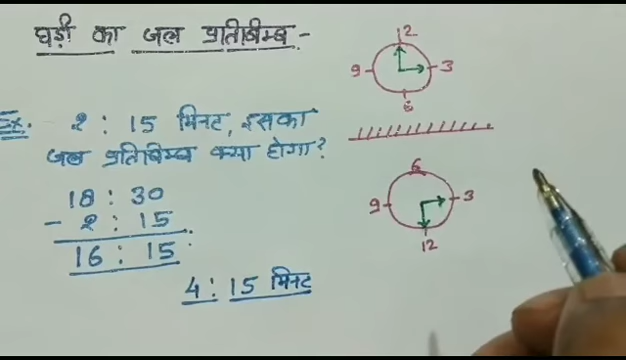 घड़ी का जल प्रतिबिम्ब -
Ex. 2 : 15 मिनट, इसका
जल प्रतिबिम्ब क्या होगा?
18 : 30
- 2 : 15
16 : 15
4 : 15 मिनट
12
9 3
6
6
9 3
12